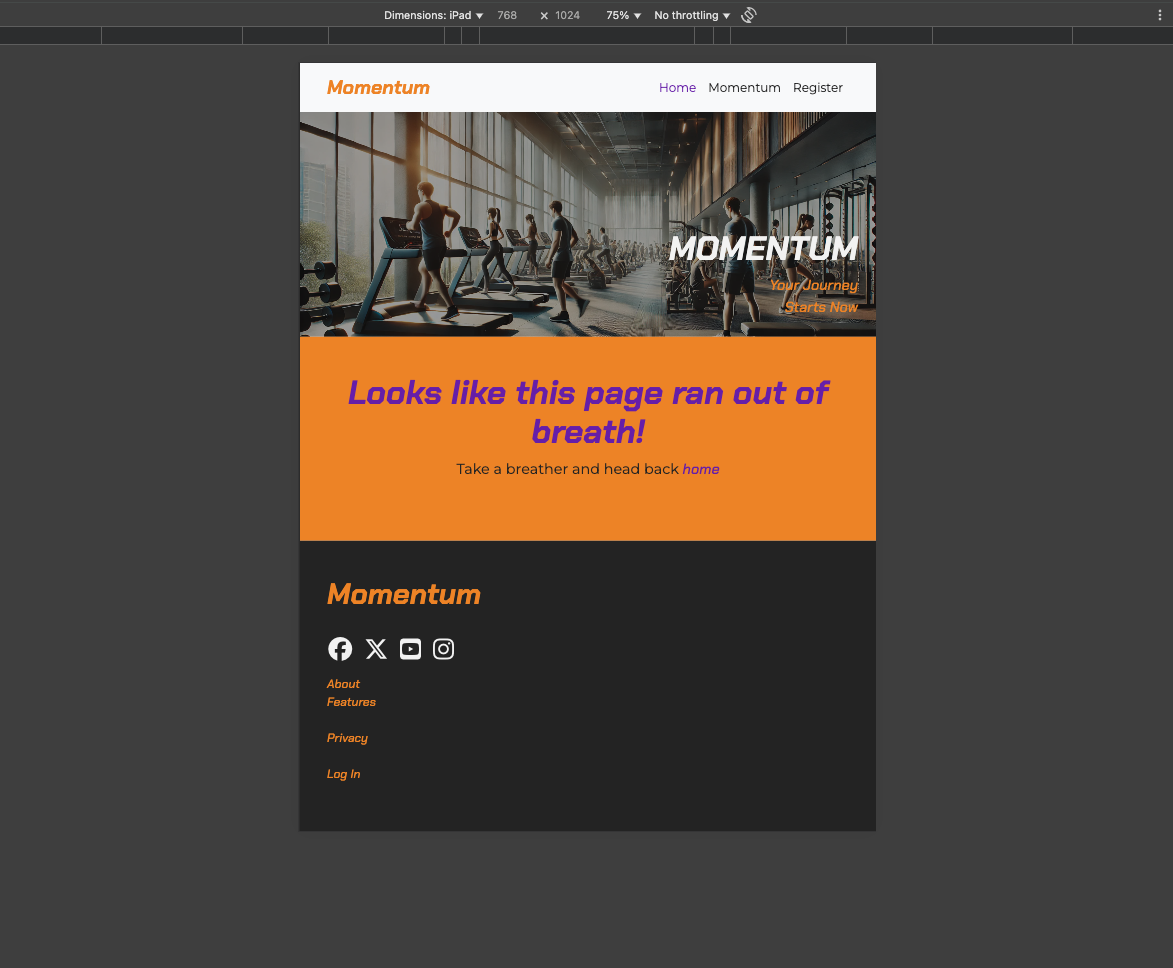 Dimensions: iPad 768 × 1024 75% No throttling
Momentum Home Momentum Register
MOMENTUM
Your Journey
Starts Now
Looks like this page ran out of
breath!
Take a breather and head back home
Momentum
About
Features
Privacy
Log In